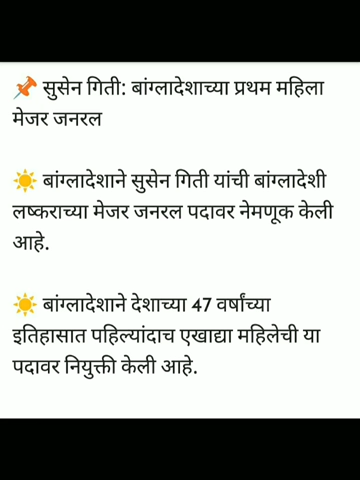 📌 सुसेन गिती: बांग्लादेशाच्या प्रथम महिला
मेजर जनरल
☀️ बांग्लादेशाने सुसेन गिती यांची बांग्लादेशी
लष्कराच्या मेजर जनरल पदावर नेमणूक केली
आहे.
☀️ बांग्लादेशाने देशाच्या 47 वर्षांच्या
इतिहासात पहिल्यांदाच एखाद्या महिलेची या
पदावर नियुक्ती केली आहे.